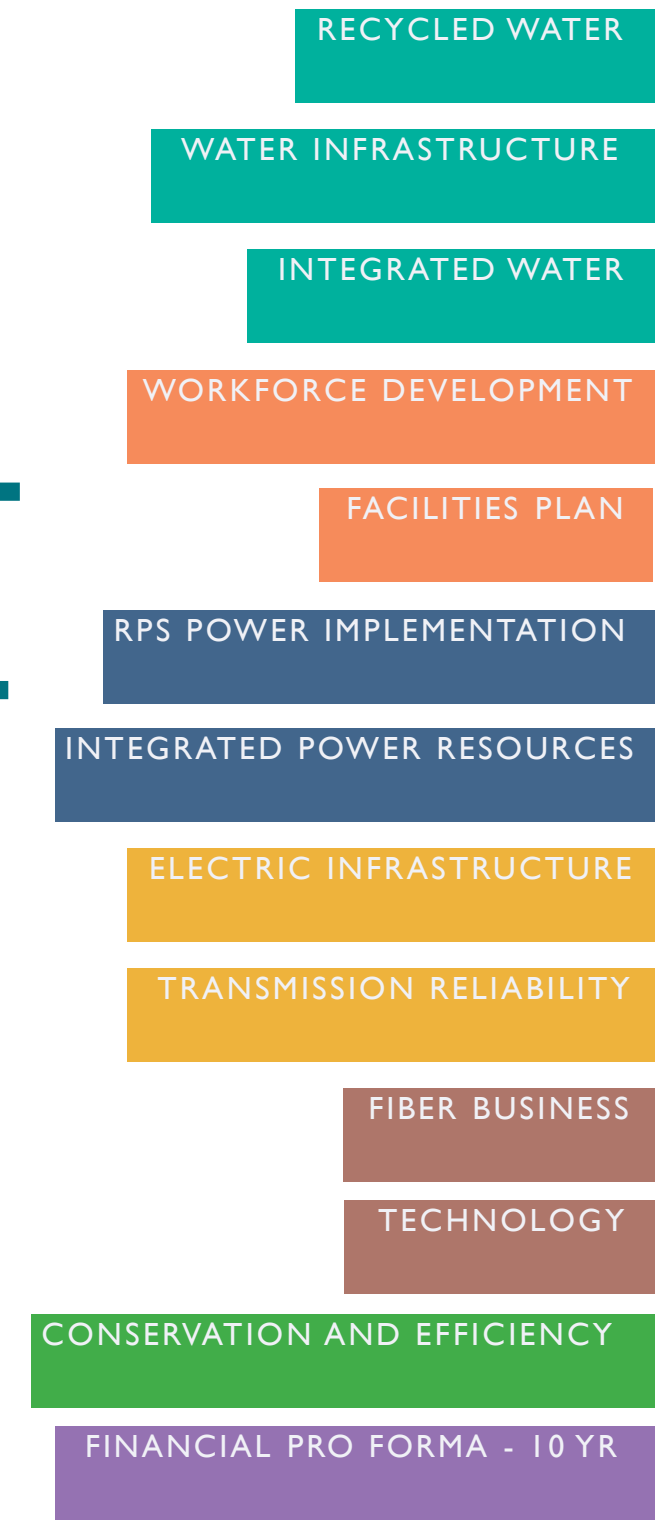 RECYCLED WATER
WATER INFRASTRUCTURE
INTEGRATED WATER
WORKFORCE DEVELOPMENT
FACILITIES PLAN
RPS POWER IMPLEMENTATION
INTEGRATED POWER RESOURCES
ELECTRIC INFRASTRUCTURE
TRANSMISSION RELIABILITY
FIBER BUSINESS
TECHNOLOGY
CONSERVATION AND EFFICIENCY
FINANCIAL PRO FORMA - 10 YR